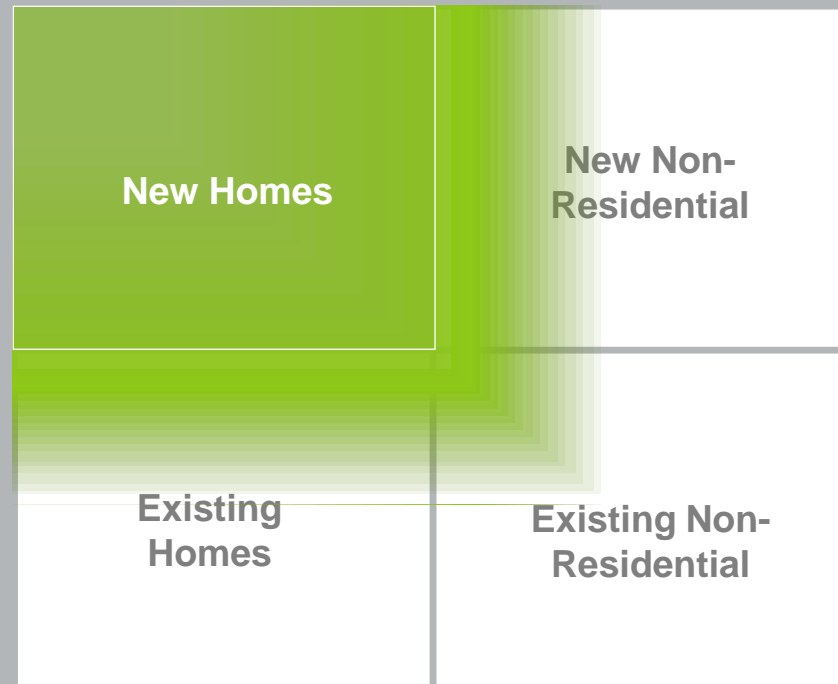 New Homes
New Non-
Residential
Existing
Homes
Existing Non-
Residential